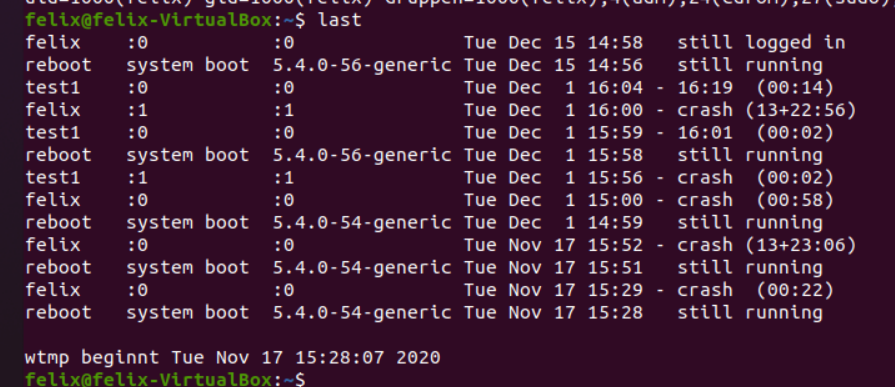 felix@felix-VirtualBox:~$ last
felix    :0           :0               Tue Dec 15 14:58   still logged in
reboot   system boot  5.4.0-56-generic Tue Dec 15 14:56   still running
test1    :0           :0               Tue Dec  1 16:04 - 16:19  (00:14)
felix    :1           :1               Tue Dec  1 16:00 - crash (13+22:56)
test1    :0           :0               Tue Dec  1 15:59 - 16:01  (00:02)
reboot   system boot  5.4.0-56-generic Tue Dec  1 15:58   still running
test1    :1           :1               Tue Dec  1 15:56 - crash  (00:02)
felix    :0           :0               Tue Dec  1 15:00 - crash  (00:58)
reboot   system boot  5.4.0-54-generic Tue Dec  1 14:59   still running
felix    :0           :0               Tue Nov 17 15:52 - crash (13+23:06)
reboot   system boot  5.4.0-54-generic Tue Nov 17 15:51   still running
felix    :0           :0               Tue Nov 17 15:29 - crash  (00:22)
reboot   system boot  5.4.0-54-generic Tue Nov 17 15:28   still running

wtmp beginnt Tue Nov 17 15:28:07 2020
felix@felix-VirtualBox:~$